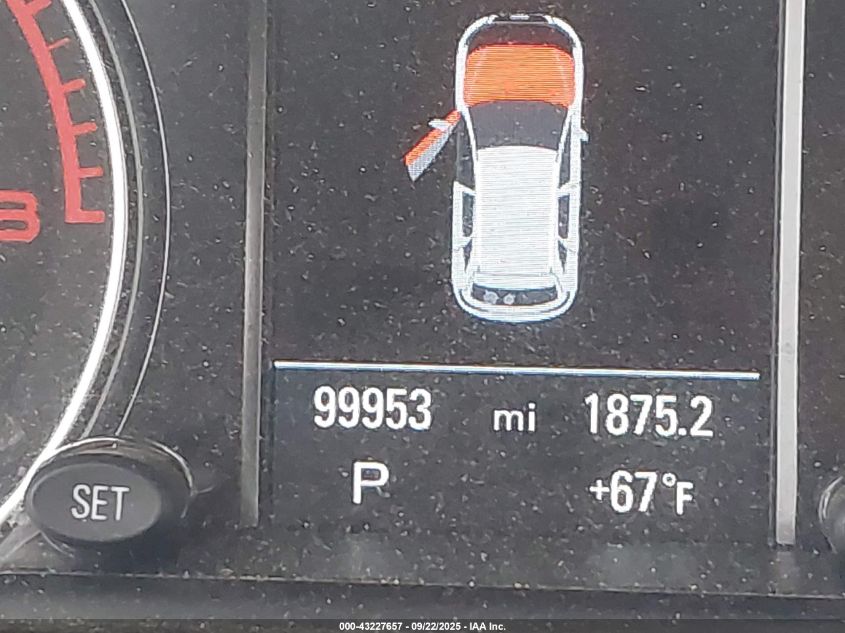 99953 mi 1875.2
P +67°F
SET
000-43227657 - 09/22/2025 - IAA Inc.